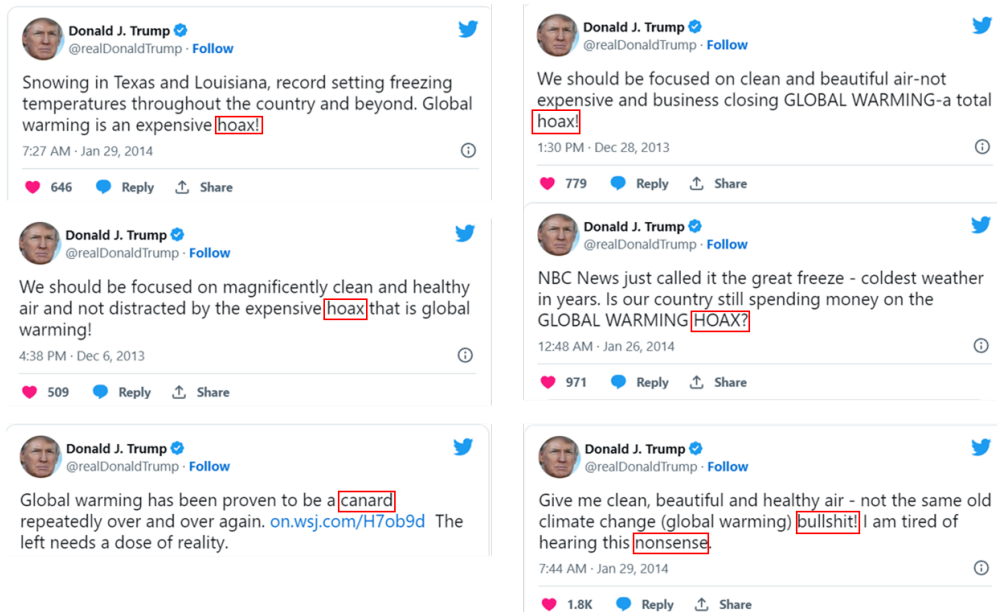 Donald J. Trump
@realDonaldTrump · Follow
Snowing in Texas and Louisiana, record setting freezing
temperatures throughout the country and beyond. Global
warming is an expensive hoax!
7:27 AM · Jan 29, 2014
646 Reply Share
Donald J. Trump
@realDonaldTrump · Follow
We should be focused on clean and beautiful air-not
expensive and business closing GLOBAL WARMING-a total
hoax!
1:30 PM · Dec 28, 2013
779 Reply Share
Donald J. Trump
@realDonaldTrump · Follow
We should be focused on magnificently clean and healthy
air and not distracted by the expensive hoax that is global
warming!
4:38 PM · Dec 6, 2013
509 Reply Share
Donald J. Trump
@realDonaldTrump · Follow
NBC News just called it the great freeze - coldest weather
in years. Is our country still spending money on the
GLOBAL WARMING HOAX?
12:48 AM · Jan 26, 2014
971 Reply Share
Donald J. Trump
@realDonaldTrump · Follow
Global warming has been proven to be a canard
repeatedly over and over again. on.wsj.com/H7ob9d The
left needs a dose of reality.
Donald J. Trump
@realDonaldTrump · Follow
Give me clean, beautiful and healthy air - not the same old
climate change (global warming) bullshit! I am tired of
hearing this nonsense.
7:44 AM · Jan 29, 2014
1.8K Reply Share